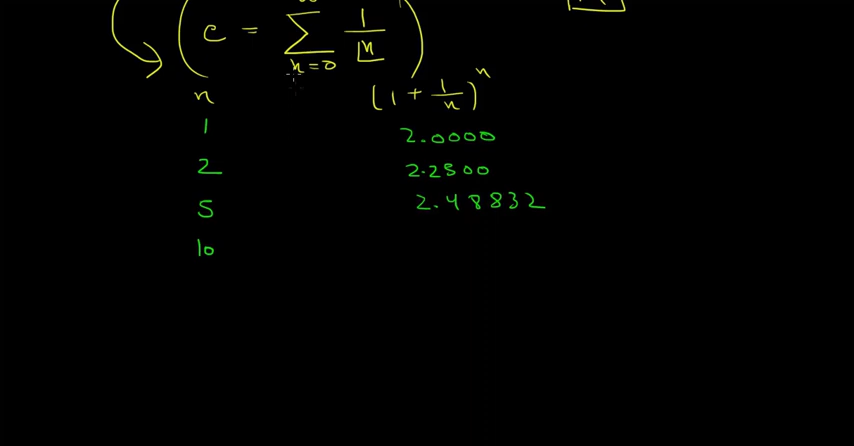 e = ∑ 1/⌊n
n = 0
n (1 + 1/n)^n
1 2.0000
2 2.2500
5 2.48832
10